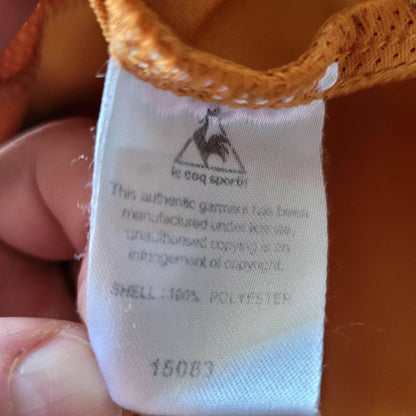 le coq sportif
This authentic garment has been
manufactured under license,
unauthorised copying is an
infringement of copyright.
SHELL : 100% POLYESTER
15083